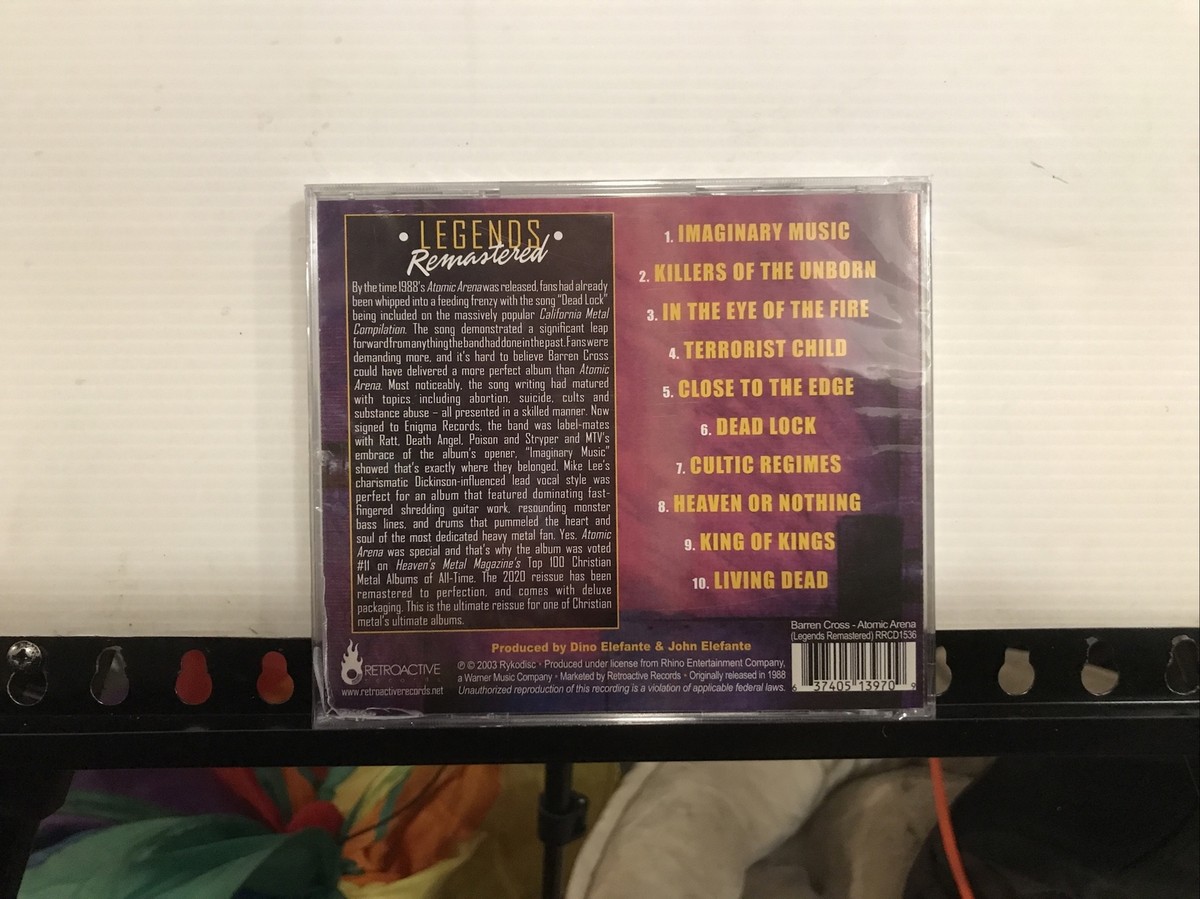 • LEGENDS •
Remastered
By the time 1988's Atomic Arena was released, fans had already
been whipped into a feeding frenzy with the song "Dead Lock"
being included on the massively popular California Metal
Compilation. The song demonstrated a significant leap
forward from anything the band had done in the past. Fans were
demanding more, and it's hard to believe Barren Cross
could have delivered a more perfect album than Atomic
Arena. Most noticeably, the song writing had matured
with topics including abortion, suicide, cults and
substance abuse – all presented in a skilled manner. Now
signed to Enigma Records, the band was label-mates
with Ratt, Death Angel, Poison and Stryper and MTV's
embrace of the album's opener, "Imaginary Music"
showed that's exactly where they belonged. Mike Lee's
charismatic Dickinson-influenced lead vocal style was
perfect for an album that featured dominating fast-
fingered shredding guitar work, resounding monster
bass lines, and drums that pummeled the heart and
soul of the most dedicated heavy metal fan. Yes, Atomic
Arena was special and that's why the album was voted
#11 on Heaven's Metal Magazine's Top 100 Christian
Metal Albums of All-Time. The 2020 reissue has been
remastered to perfection, and comes with deluxe
packaging. This is the ultimate reissue for one of Christian
metal's ultimate albums.
1. IMAGINARY MUSIC
2. KILLERS OF THE UNBORN
3. IN THE EYE OF THE FIRE
4. TERRORIST CHILD
5. CLOSE TO THE EDGE
6. DEAD LOCK
7. CULTIC REGIMES
8. HEAVEN OR NOTHING
9. KING OF KINGS
10. LIVING DEAD
Barren Cross - Atomic Arena
(Legends Remastered) RRCD1536
6 37405 13970 9
Produced by Dino Elefante & John Elefante
℗ © 2003 Rykodisc • Produced under license from Rhino Entertainment Company,
a Warner Music Company • Marketed by Retroactive Records • Originally released in 1988
Unauthorized reproduction of this recording is a violation of applicable federal laws.
RETROACTIVE
RECORDS
www.retroactiverecords.net